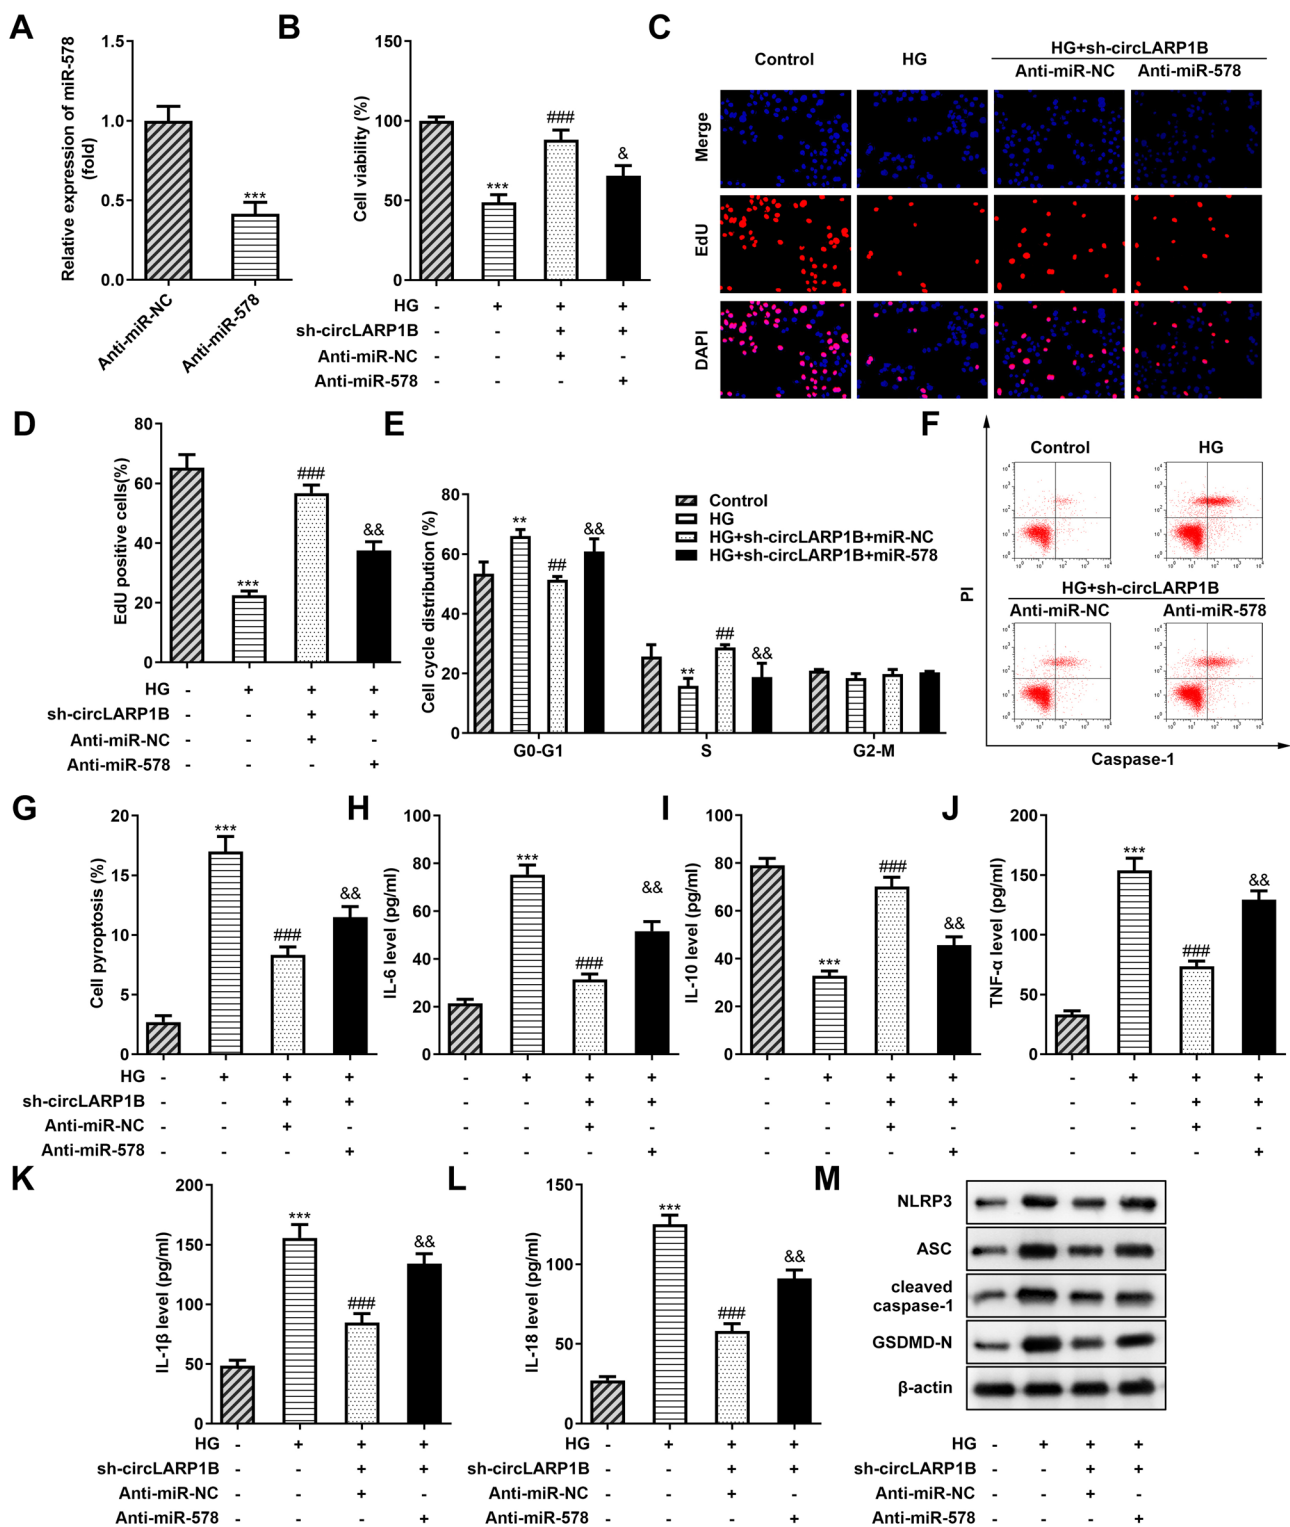 A
Relative expression of miR-578
(fold)
1.5
1.0
0.5
0.0
***
Anti-miR-NC
Anti-miR-578
B
Cell viability (%)
150
100
50
0
***
###
&
HG - + + +
sh-circLARP1B - - + +
Anti-miR-NC - - + -
Anti-miR-578 - - - +
C
HG+sh-circLARP1B
Control HG Anti-miR-NC Anti-miR-578
Merge
EdU
DAPI
D
EdU positive cells(%)
80
60
40
20
0
***
###
&&
HG - + + +
sh-circLARP1B - - + +
Anti-miR-NC - - + -
Anti-miR-578 - - - +
E
Cell cycle distribution (%)
80
60
40
20
0
** ## &&
** ## &&
G0-G1 S G2-M
Control
HG
HG+sh-circLARP1B+miR-NC
HG+sh-circLARP1B+miR-578
F
PI
Control HG
HG+sh-circLARP1B
Anti-miR-NC Anti-miR-578
Caspase-1
G
Cell pyroptosis (%)
20
15
10
5
0
***
###
&&
HG - + + +
sh-circLARP1B - - + +
Anti-miR-NC - - + -
Anti-miR-578 - - - +
H
IL-6 level (pg/ml)
100
80
60
40
20
0
***
###
&&
- + + +
- - + +
- - + -
- - - +
I
IL-10 level (pg/ml)
100
80
60
40
20
0
***
###
&&
- + + +
- - + +
- - + -
- - - +
J
TNF-α level (pg/ml)
200
150
100
50
0
***
###
&&
- + + +
- - + +
- - + -
- - - +
K
IL-1β level (pg/ml)
200
150
100
50
0
***
###
&&
HG - + + +
sh-circLARP1B - - + +
Anti-miR-NC - - + -
Anti-miR-578 - - - +
L
IL-18 level (pg/ml)
150
100
50
0
***
###
&&
HG - + + +
sh-circLARP1B - - + +
Anti-miR-NC - - + -
Anti-miR-578 - - - +
M
NLRP3
ASC
cleaved
caspase-1
GSDMD-N
β-actin
HG - + + +
sh-circLARP1B - - + +
Anti-miR-NC - - + -
Anti-miR-578 - - - +